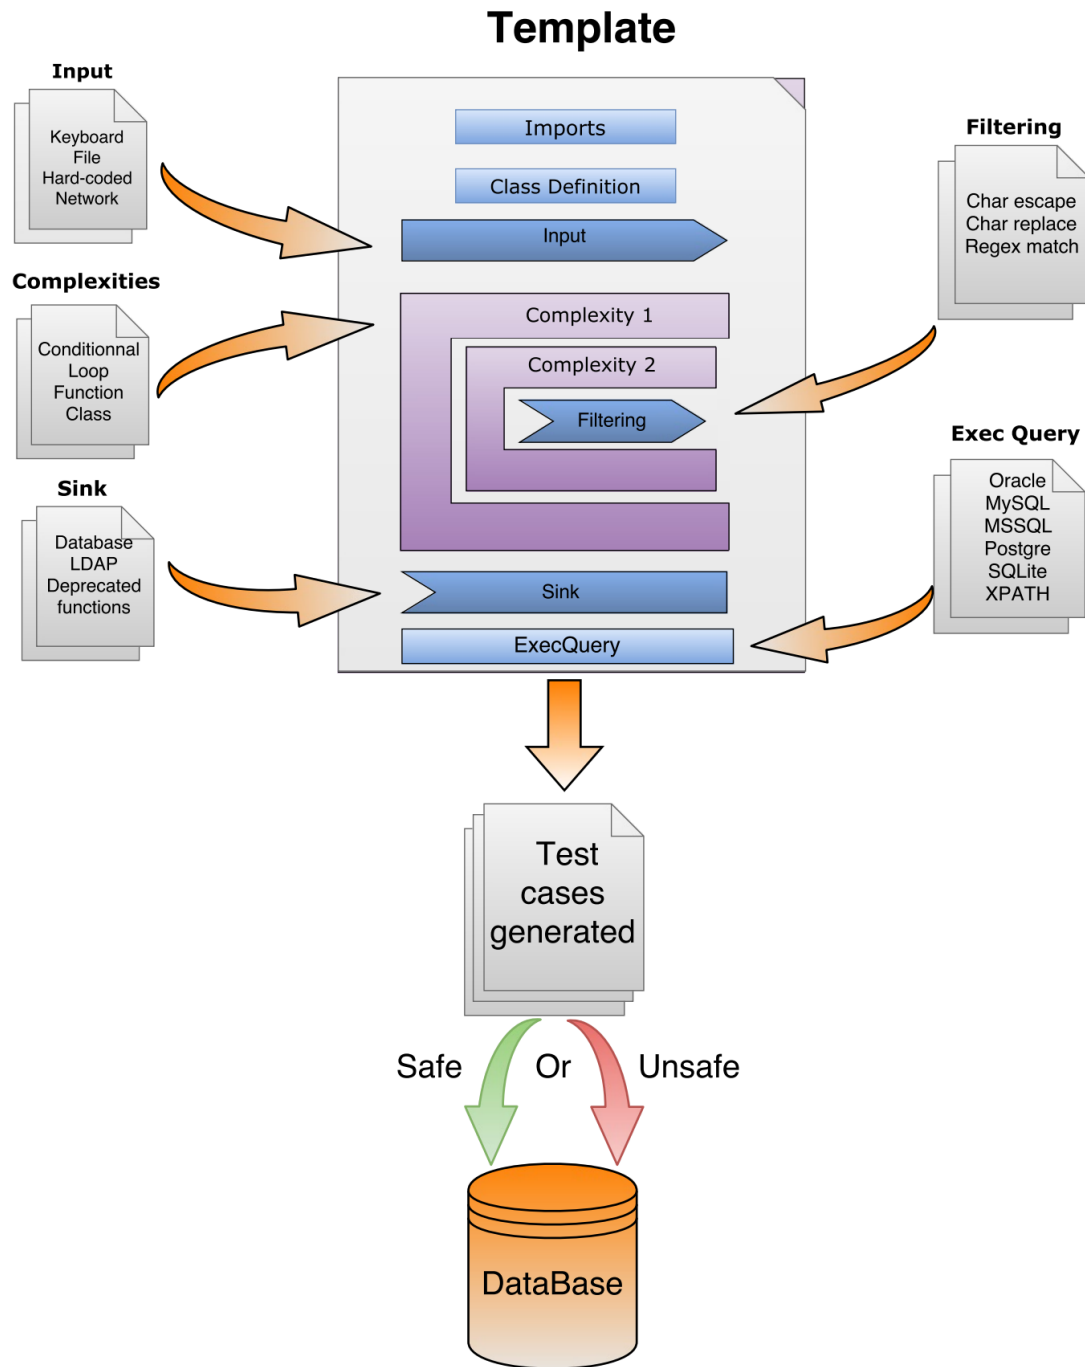 Template
Input
Keyboard
File
Hard-coded
Network
Complexities
Conditionnal
Loop
Function
Class
Sink
Database
LDAP
Deprecated
functions
Imports
Class Definition
Input
Complexity 1
Complexity 2
Filtering
Sink
ExecQuery
Filtering
Char escape
Char replace
Regex match
Exec Query
Oracle
MySQL
MSSQL
Postgre
SQLite
XPATH
Test
cases
generated
Safe Or Unsafe
DataBase